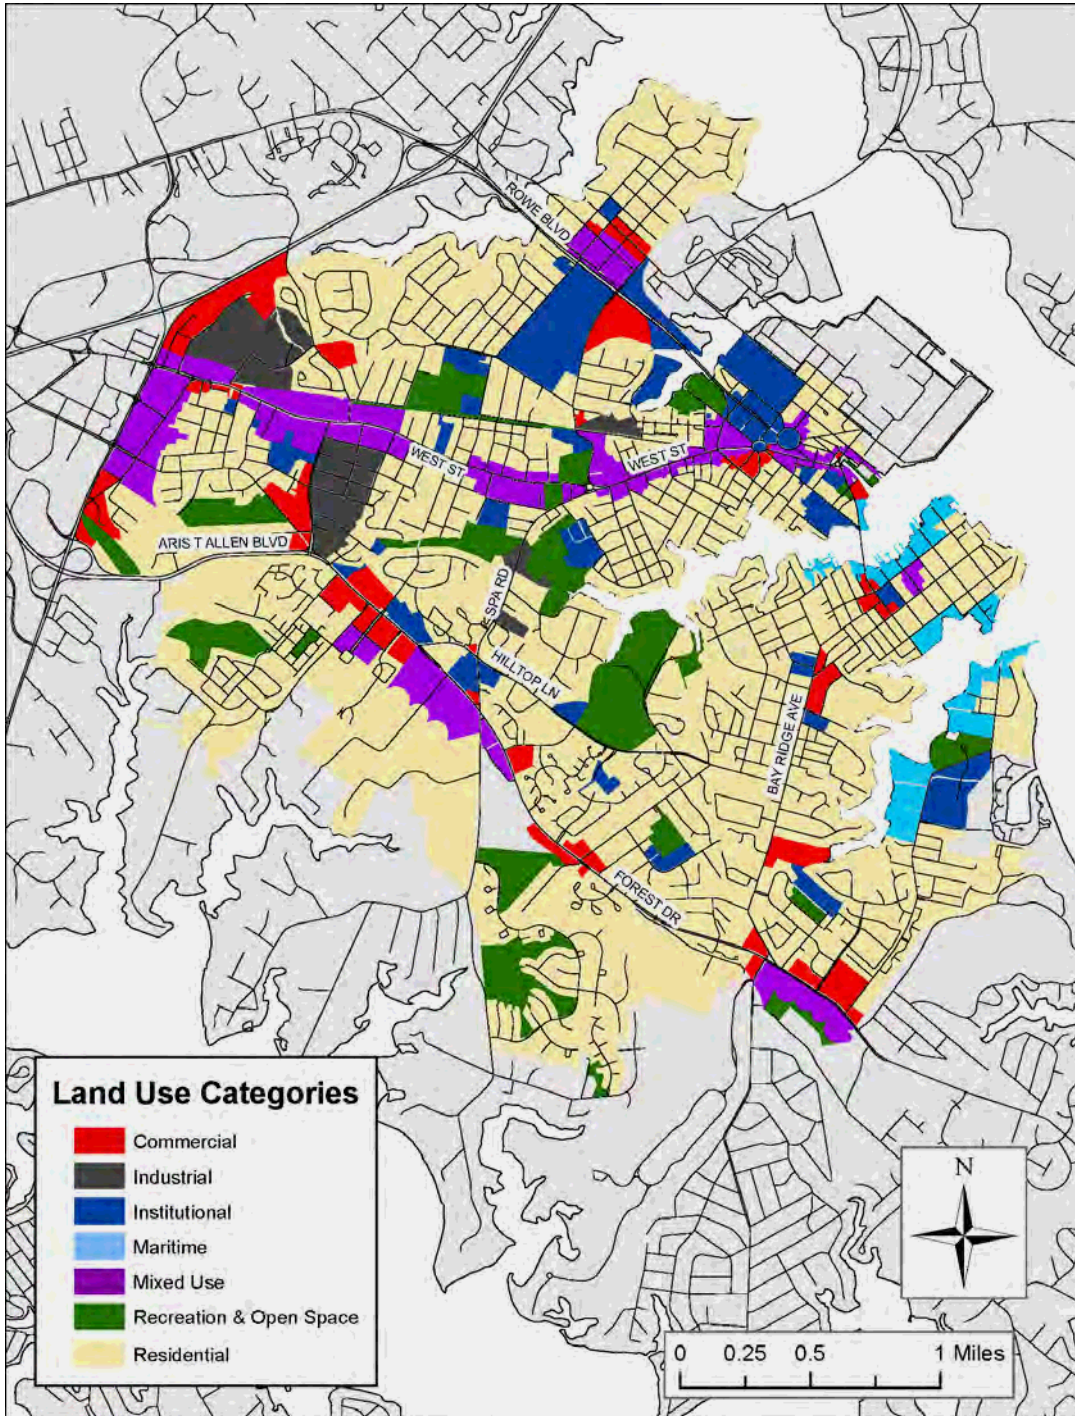 ROWE BLVD
WEST ST
WEST ST
ARIS T ALLEN BLVD
SPA RD
HILLTOP LN
BAY RIDGE AVE
FOREST DR
Land Use Categories
Commercial
Industrial
Institutional
Maritime
Mixed Use
Recreation & Open Space
Residential
N
0 0.25 0.5 1 Miles